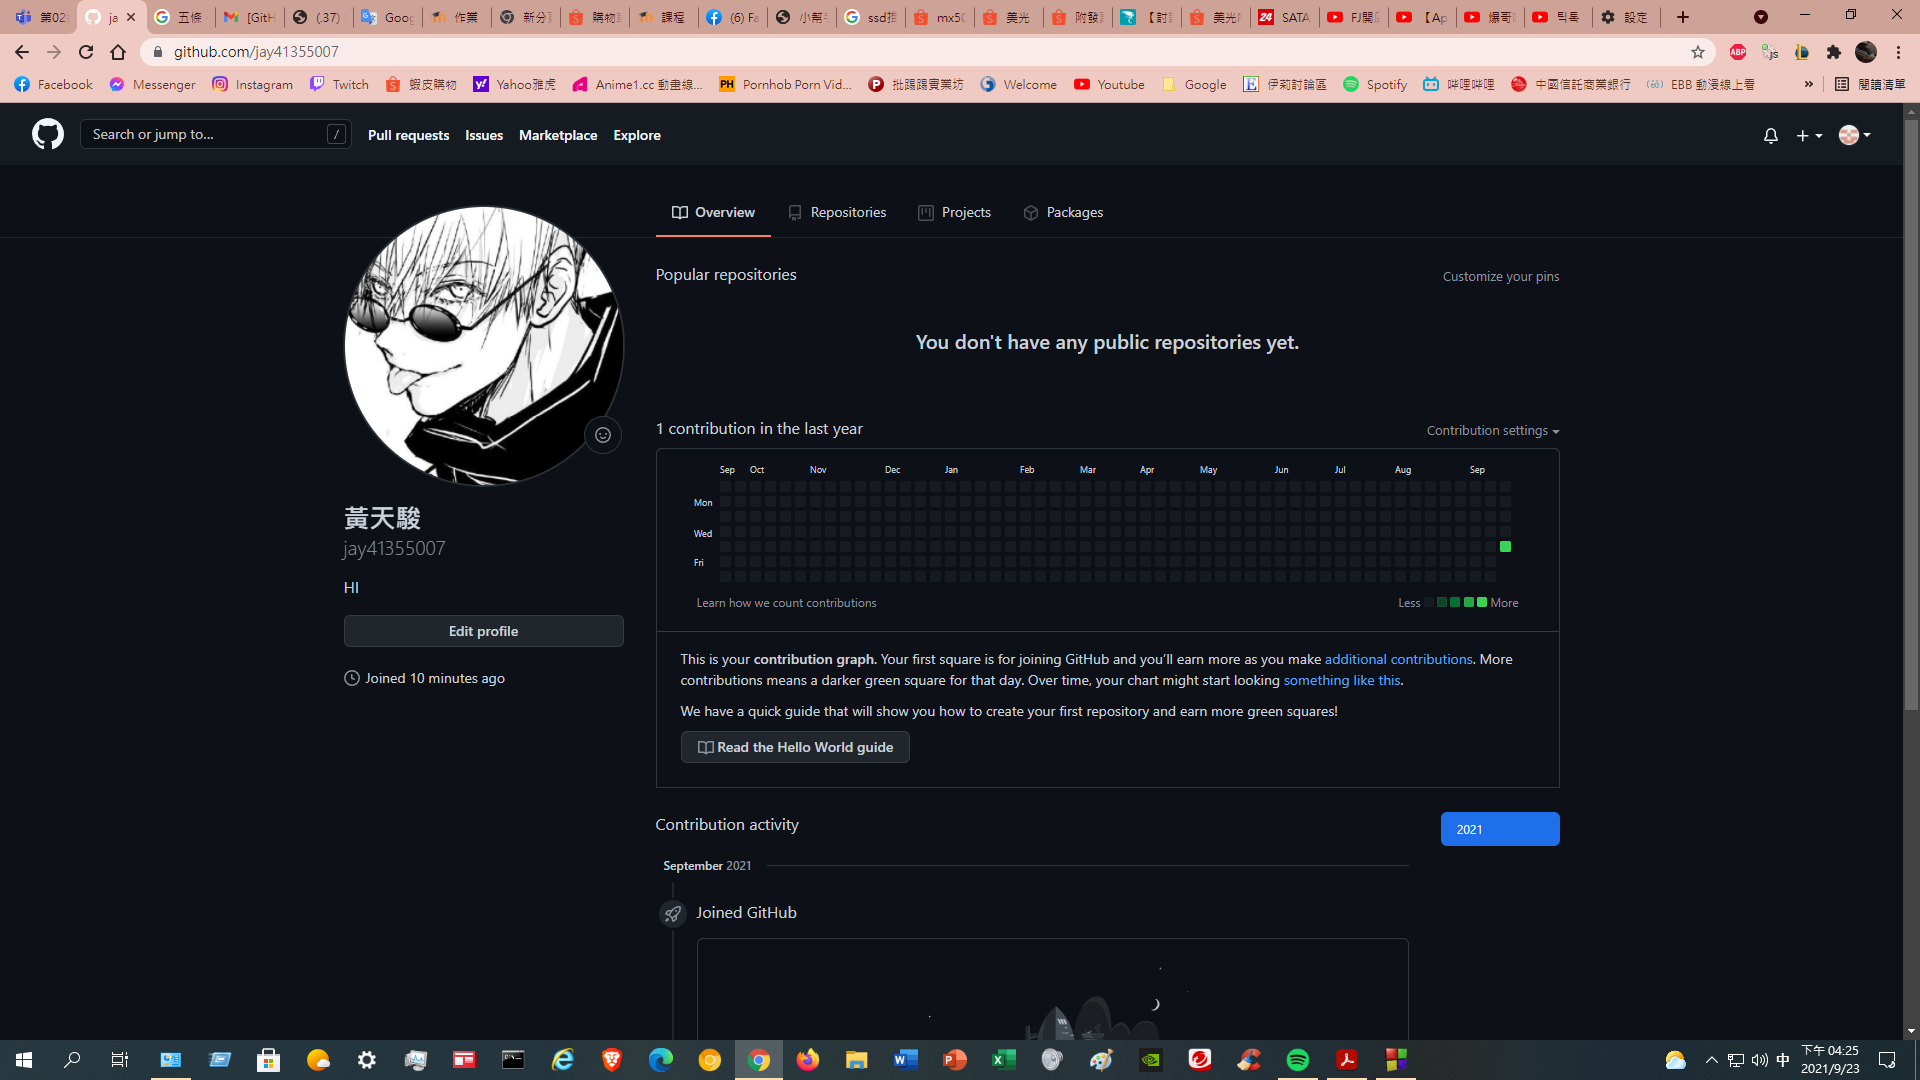 第02 ja 五條 [GitH (.37) Goog 作業 新分頁 購物 課程 (6) Fa 小幫 ssd推 mx50 美光 附發 【討 美光 SATA FJ開 【Ap 爆哥 틱톡 設定
github.com/jay41355007
Facebook Messenger Instagram Twitch 蝦皮購物 Yahoo雅虎 Anime1.cc 動畫線... Pornhub Porn Vid... 批踢踢實業坊 Welcome Youtube Google 伊莉討論區 Spotify 哔哩哔哩 中國信託商業銀行 EBB 動漫線上看 » 閱讀清單
Search or jump to... / Pull requests Issues Marketplace Explore
Overview Repositories Projects Packages
Popular repositories Customize your pins
You don't have any public repositories yet.
1 contribution in the last year Contribution settings
Sep Oct Nov Dec Jan Feb Mar Apr May Jun Jul Aug Sep
Mon
Wed
Fri
Learn how we count contributions Less More
黃天駿
jay41355007
HI
Edit profile
Joined 10 minutes ago
This is your contribution graph. Your first square is for joining GitHub and you’ll earn more as you make additional contributions. More
contributions means a darker green square for that day. Over time, your chart might start looking something like this.
We have a quick guide that will show you how to create your first repository and earn more green squares!
Read the Hello World guide
Contribution activity 2021
September 2021
Joined GitHub
中 下午 04:25
2021/9/23